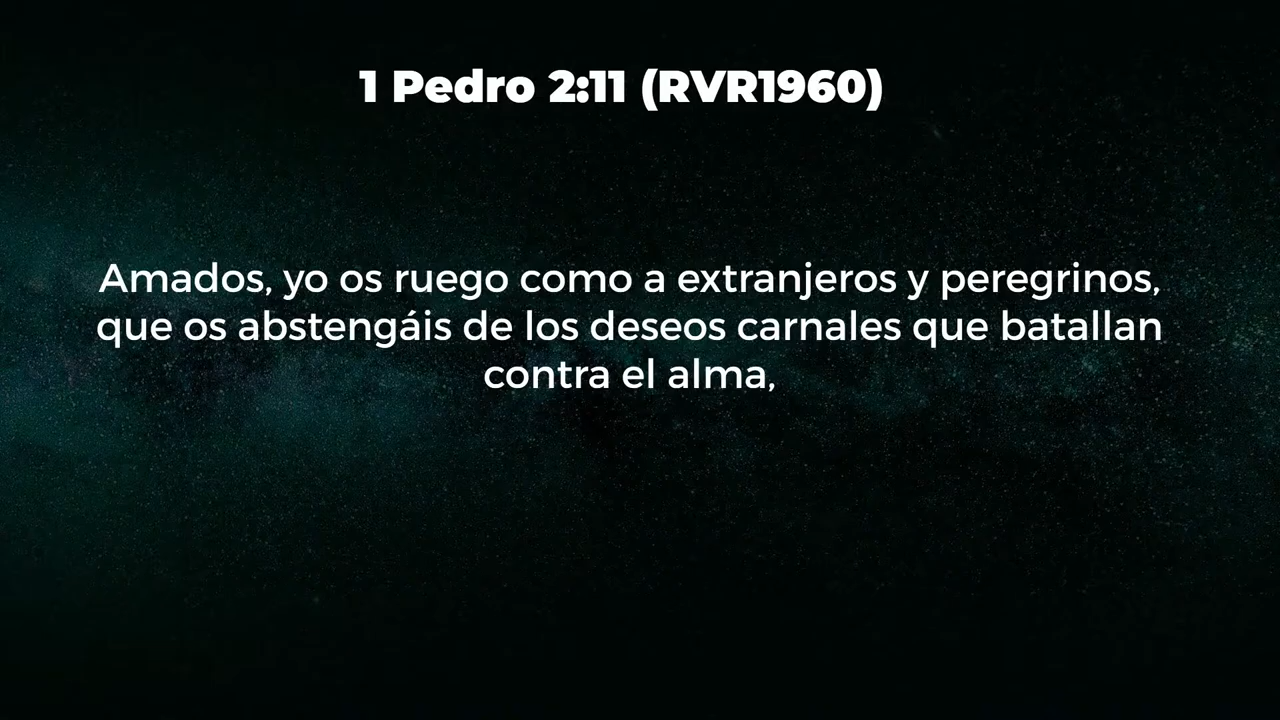 1 Pedro 2:11 (RVR1960)
Amados, yo os ruego como a extranjeros y peregrinos,
que os abstengáis de los deseos carnales que batallan
contra el alma,